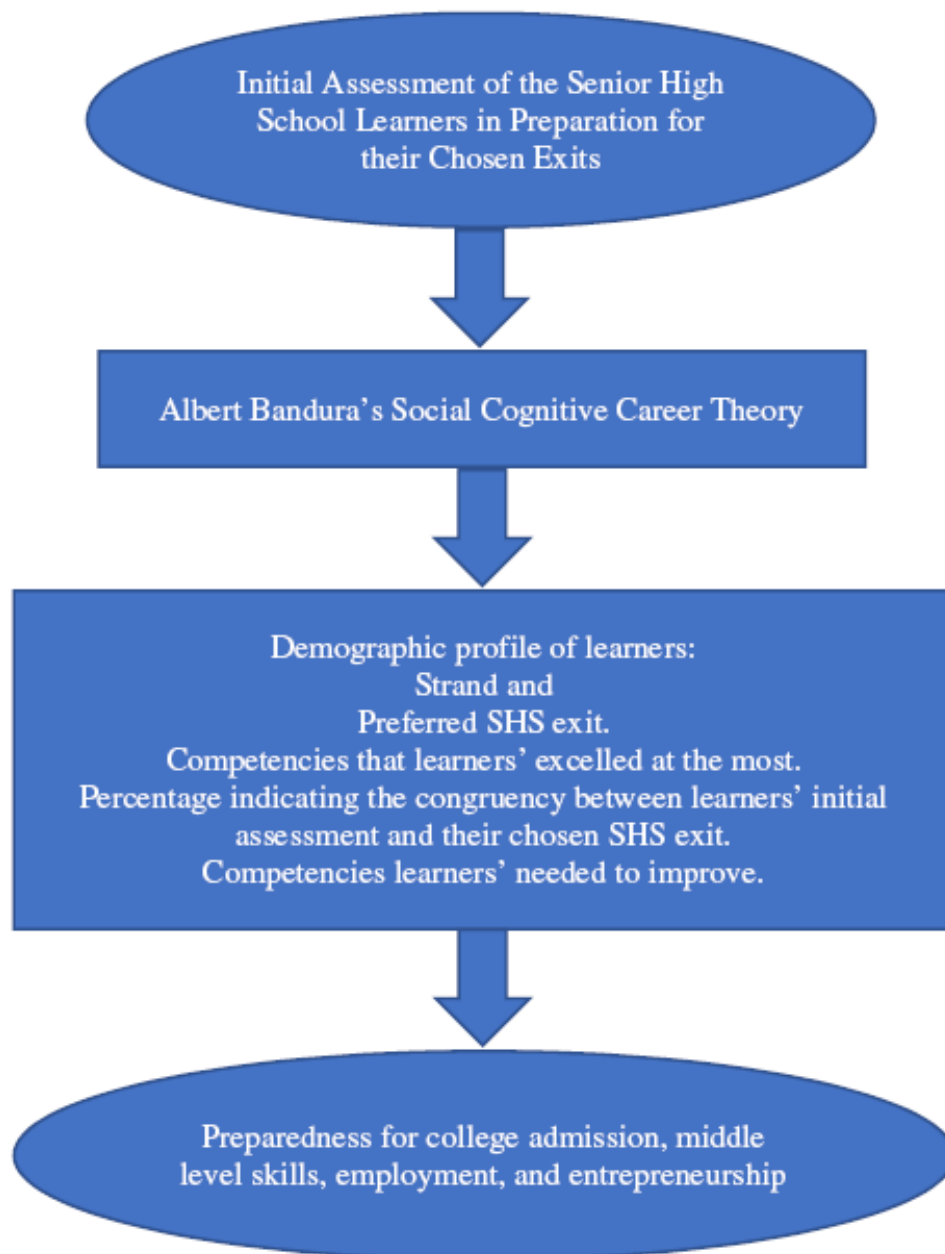 Initial Assessment of the Senior High
School Learners in Preparation for
their Chosen Exits
Albert Bandura’s Social Cognitive Career Theory
Demographic profile of learners:
Strand and
Preferred SHS exit.
Competencies that learners’ excelled at the most.
Percentage indicating the congruency between learners’ initial
assessment and their chosen SHS exit.
Competencies learners’ needed to improve.
Preparedness for college admission, middle
level skills, employment, and entrepreneurship